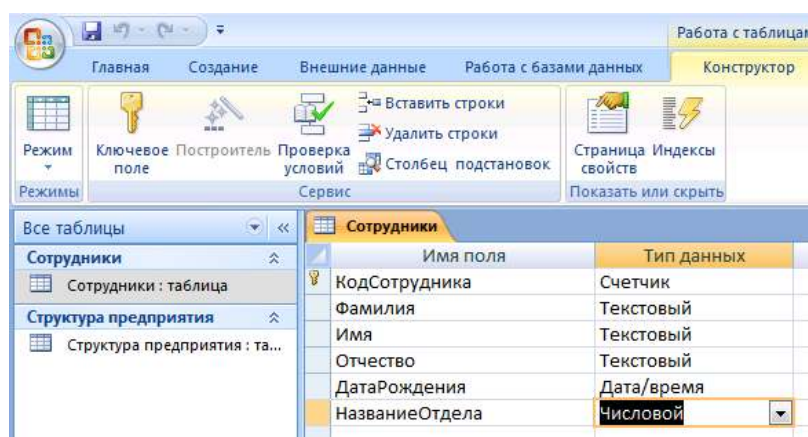 Работа с таблицам
Главная Создание Внешние данные Работа с базами данных Конструктор
Режим
Ключевое поле
Построитель
Проверка условий
Вставить строки
Удалить строки
Столбец подстановок
Страница свойств
Индексы
Режимы Сервис Показать или скрыть
Все таблицы
Сотрудники
Сотрудники : таблица
Структура предприятия
Структура предприятия : та...
Сотрудники
Имя поля Тип данных
КодСотрудника Счетчик
Фамилия Текстовый
Имя Текстовый
Отчество Текстовый
ДатаРождения Дата/время
НазваниеОтдела Числовой